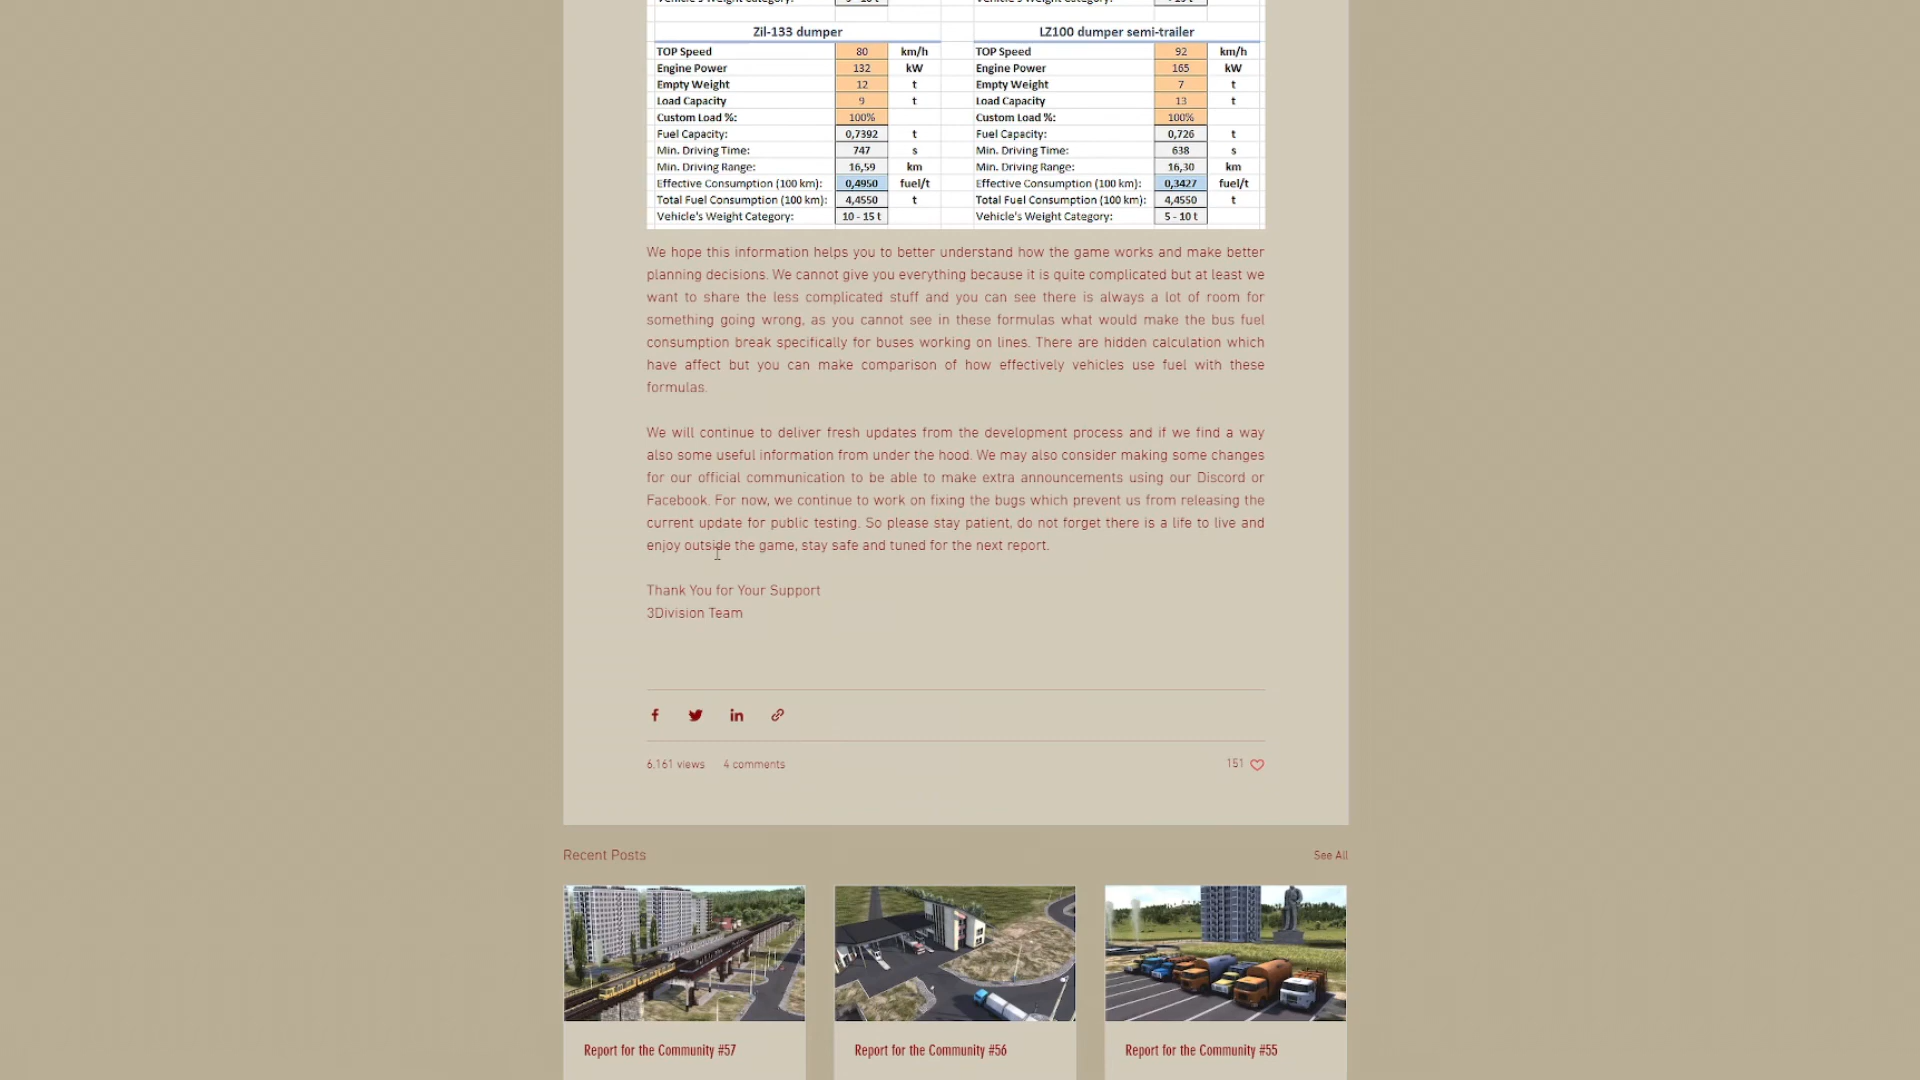 Zil-133 dumper LZ100 dumper semi-trailer
TOP Speed 80 km/h TOP Speed 92 km/h
Engine Power 132 kW Engine Power 165 kW
Empty Weight 12 t Empty Weight 7 t
Load Capacity 9 t Load Capacity 13 t
Custom Load %: 100% Custom Load %: 100%
Fuel Capacity: 0,7392 t Fuel Capacity: 0,726 t
Min. Driving Time: 747 s Min. Driving Time: 638 s
Min. Driving Range: 16,59 km Min. Driving Range: 16,30 km
Effective Consumption (100 km): 0,4950 fuel/t Effective Consumption (100 km): 0,3427 fuel/t
Total Fuel Consumption (100 km): 4,4550 t Total Fuel Consumption (100 km): 4,4550 t
Vehicle's Weight Category: 10 - 15 t Vehicle's Weight Category: 5 - 10 t
We hope this information helps you to better understand how the game works and make better
planning decisions. We cannot give you everything because it is quite complicated but at least we
want to share the less complicated stuff and you can see there is always a lot of room for
something going wrong, as you cannot see in these formulas what would make the bus fuel
consumption break specifically for buses working on lines. There are hidden calculation which
have affect but you can make comparison of how effectively vehicles use fuel with these
formulas.
We will continue to deliver fresh updates from the development process and if we find a way
also some useful information from under the hood. We may also consider making some changes
for our official communication to be able to make extra announcements using our Discord or
Facebook. For now, we continue to work on fixing the bugs which prevent us from releasing the
current update for public testing. So please stay patient, do not forget there is a life to live and
enjoy outside the game, stay safe and tuned for the next report.
Thank You for Your Support
3Division Team
6,161 views 4 comments 151
Recent Posts See All
Report for the Community #57 Report for the Community #56 Report for the Community #55